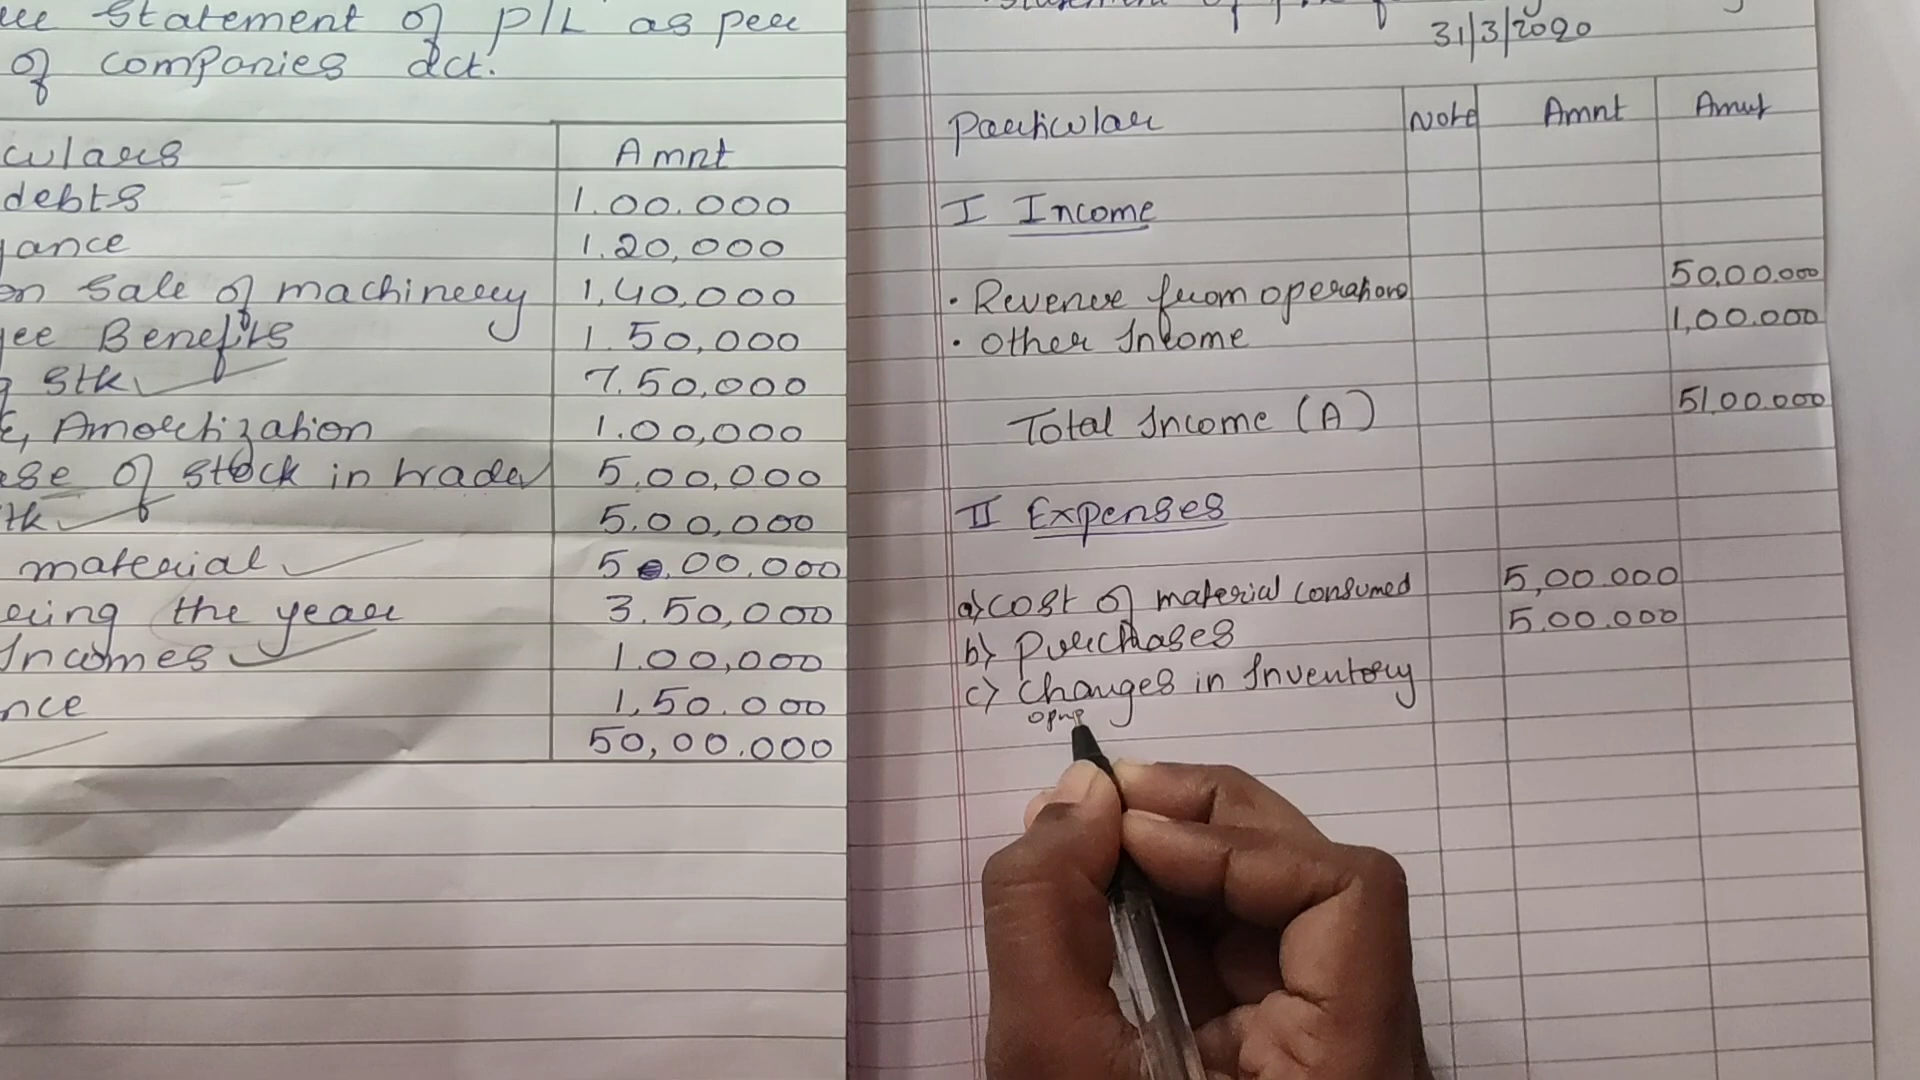 Statement of P/L as per
of companies Act.
culars Amnt
debts 1.00.000
ance 1.20,000
on Sale of machinery 1,40,000
ee Benefits 1.50,000
Stk 7.50,000
Amortization 1.00,000
ase of stock in trade 5,00,000
tk 5.00,000
material 5,00.000
ring the year 3.50,000
Incomes 1.00,000
nce 1,50.000
50,00.000
31/3/2020
Particular Note Amnt Amnt
I Income
• Revenue from operations 50,00.000
• Other Income 1,00.000
Total Income (A) 51,00.000
II Expenses
a) Cost of material consumed 5,00.000
b) Purchases 5.00.000
c) Changes in Inventory